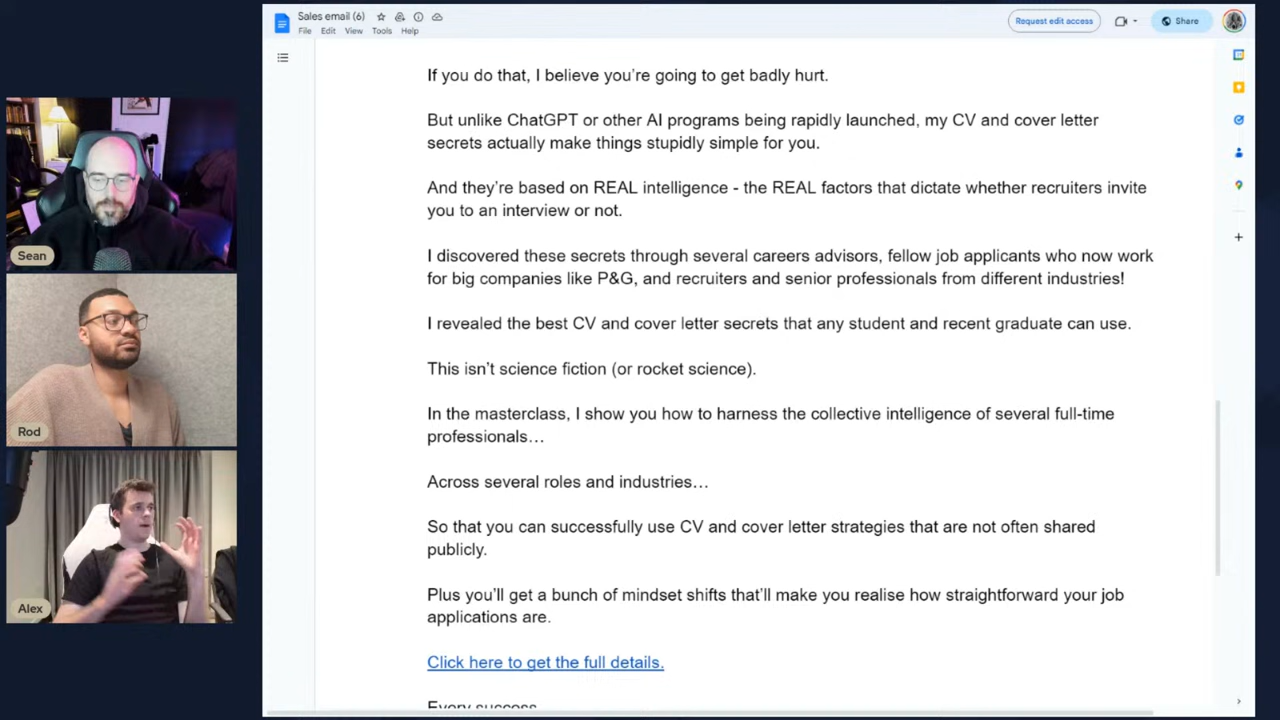 Sales email (6)
File Edit View Tools Help
Request edit access
Share
If you do that, I believe you’re going to get badly hurt.
But unlike ChatGPT or other AI programs being rapidly launched, my CV and cover letter
secrets actually make things stupidly simple for you.
And they’re based on REAL intelligence - the REAL factors that dictate whether recruiters invite
you to an interview or not.
I discovered these secrets through several careers advisors, fellow job applicants who now work
for big companies like P&G, and recruiters and senior professionals from different industries!
I revealed the best CV and cover letter secrets that any student and recent graduate can use.
This isn’t science fiction (or rocket science).
In the masterclass, I show you how to harness the collective intelligence of several full-time
professionals…
Across several roles and industries…
So that you can successfully use CV and cover letter strategies that are not often shared
publicly.
Plus you’ll get a bunch of mindset shifts that’ll make you realise how straightforward your job
applications are.
Click here to get the full details.
Every success
Sean
Rod
Alex